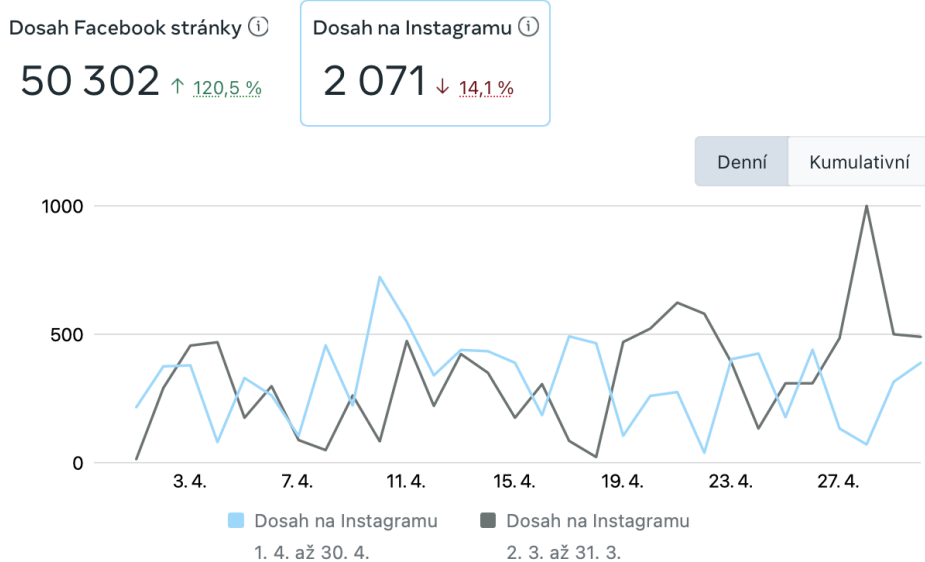 Dosah Facebook stránky
50 302 ↑ 120,5 %
Dosah na Instagramu
2 071 ↓ 14,1 %
Denní
Kumulativní
1000
500
0
3. 4.
7. 4.
11. 4.
15. 4.
19. 4.
23. 4.
27. 4.
Dosah na Instagramu
1. 4. až 30. 4.
Dosah na Instagramu
2. 3. až 31. 3.